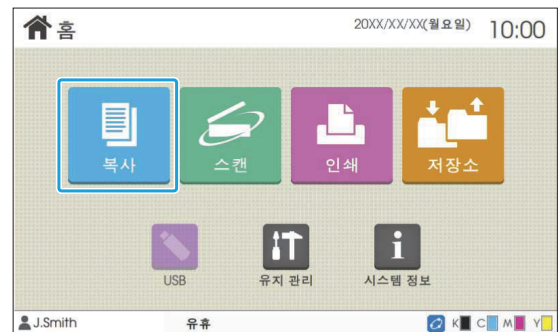 홈
20XX/XX/XX(월요일)
10:00
복사
스캔
인쇄
저장소
USB
유지 관리
시스템 정보
J.Smith
유휴
K C M Y